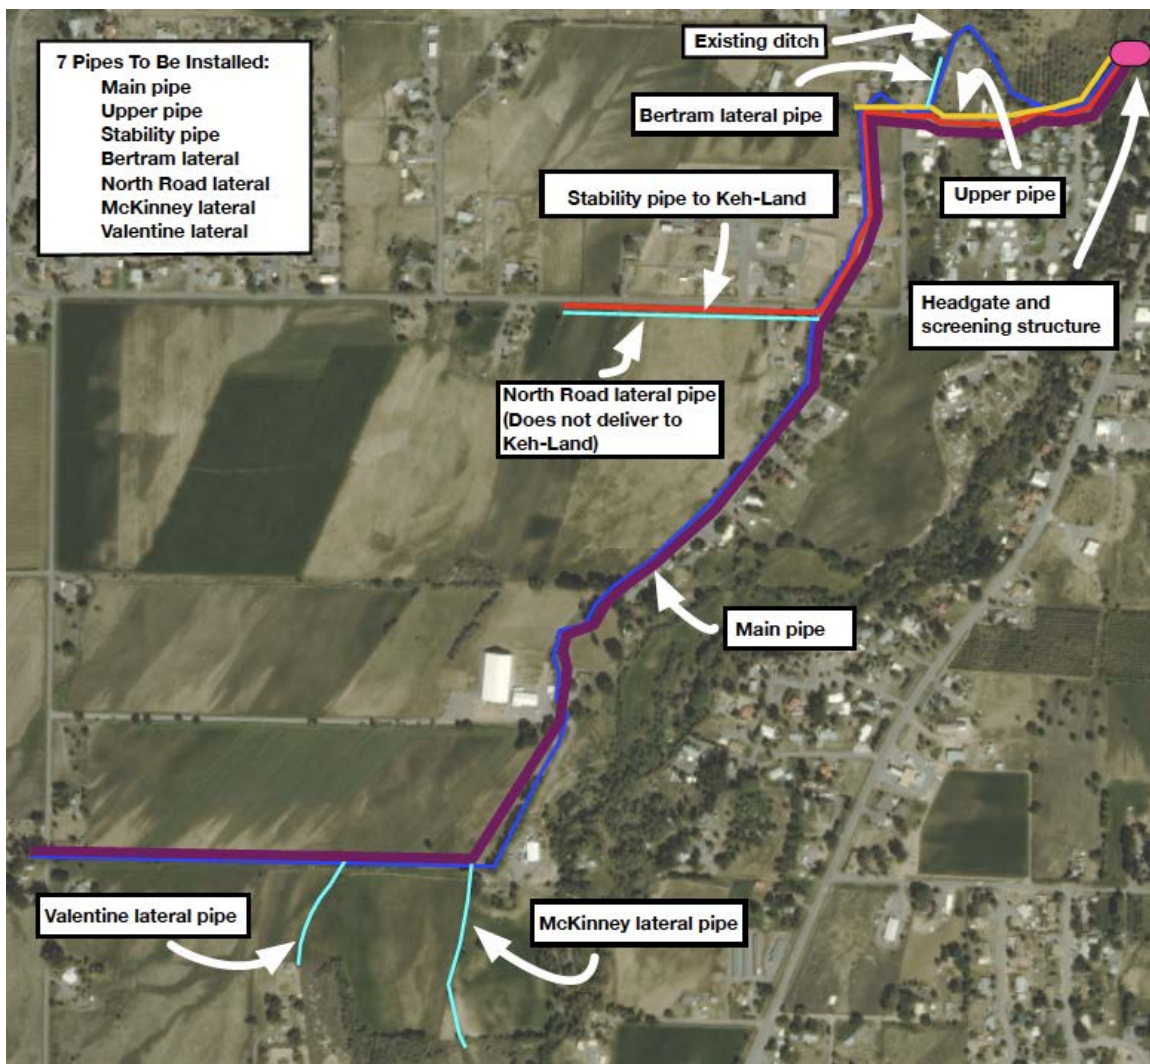 7 Pipes To Be Installed:
Main pipe
Upper pipe
Stability pipe
Bertram lateral
North Road lateral
McKinney lateral
Valentine lateral
Existing ditch
Bertram lateral pipe
Stability pipe to Keh-Land
Upper pipe
Headgate and
screening structure
North Road lateral pipe
(Does not deliver to
Keh-Land)
Main pipe
Valentine lateral pipe
McKinney lateral pipe